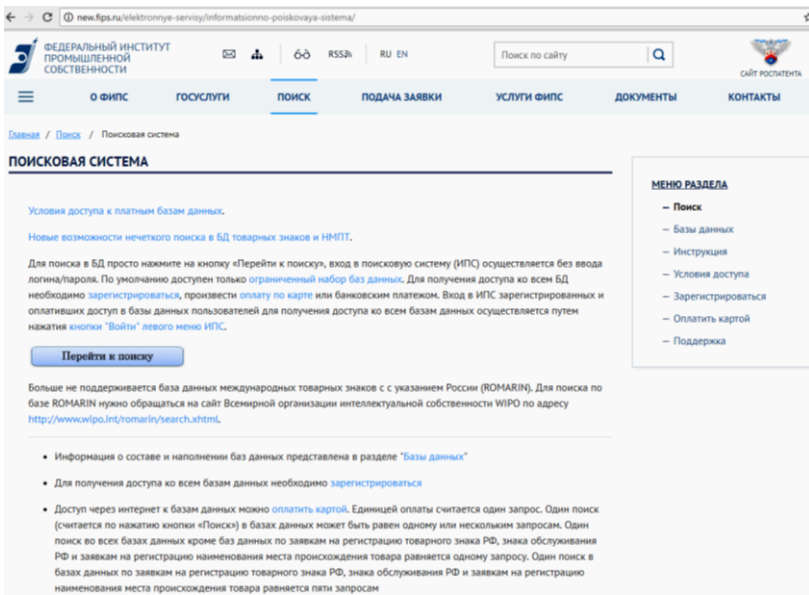 new.fips.ru/elektronnye-servisy/informatsionno-poiskovaya-sistema/
ФЕДЕРАЛЬНЫЙ ИНСТИТУТ
ПРОМЫШЛЕННОЙ
СОБСТВЕННОСТИ
RSS
RU EN
Поиск по сайту
САЙТ РОСПАТЕНТА
О ФИПС ГОСУСЛУГИ ПОИСК ПОДАЧА ЗАЯВКИ УСЛУГИ ФИПС ДОКУМЕНТЫ КОНТАКТЫ
Главная / Поиск / Поисковая система
ПОИСКОВАЯ СИСТЕМА
Условия доступа к платным базам данных.
Новые возможности нечеткого поиска в БД товарных знаков и НМПТ.
Для поиска в БД просто нажмите на кнопку «Перейти к поиску», вход в поисковую систему (ИПС) осуществляется без ввода
логина/пароля. По умолчанию доступен только ограниченный набор баз данных. Для получения доступа ко всем БД
необходимо зарегистрироваться, произвести оплату по карте или банковским платежом. Вход в ИПС зарегистрированных и
оплативших доступ в базы данных пользователей для получения доступа ко всем базам данных осуществляется путем
нажатия кнопки "Войти" левого меню ИПС.
Перейти к поиску
Больше не поддерживается база данных международных товарных знаков с с указанием России (ROMARIN). Для поиска по
базе ROMARIN нужно обращаться на сайт Всемирной организации интеллектуальной собственности WIPO по адресу
http://www.wipo.int/romarin/search.xhtml.
• Информация о составе и наполнении баз данных представлена в разделе "Базы данных"
• Для получения доступа ко всем базам данных необходимо зарегистрироваться
• Доступ через интернет к базам данных можно оплатить картой. Единицей оплаты считается один запрос. Один поиск
(считается по нажатию кнопки «Поиск») в базах данных может быть равен одному или нескольким запросам. Один
поиск во всех базах данных кроме баз данных по заявкам на регистрацию товарного знака РФ, знака обслуживания
РФ и заявкам на регистрацию наименования места происхождения товара равняется одному запросу. Один поиск в
базах данных по заявкам на регистрацию товарного знака РФ, знака обслуживания РФ и заявкам на регистрацию
наименования места происхождения товара равняется пяти запросам
МЕНЮ РАЗДЕЛА
– Поиск
– Базы данных
– Инструкция
– Условия доступа
– Зарегистрироваться
– Оплатить картой
– Поддержка